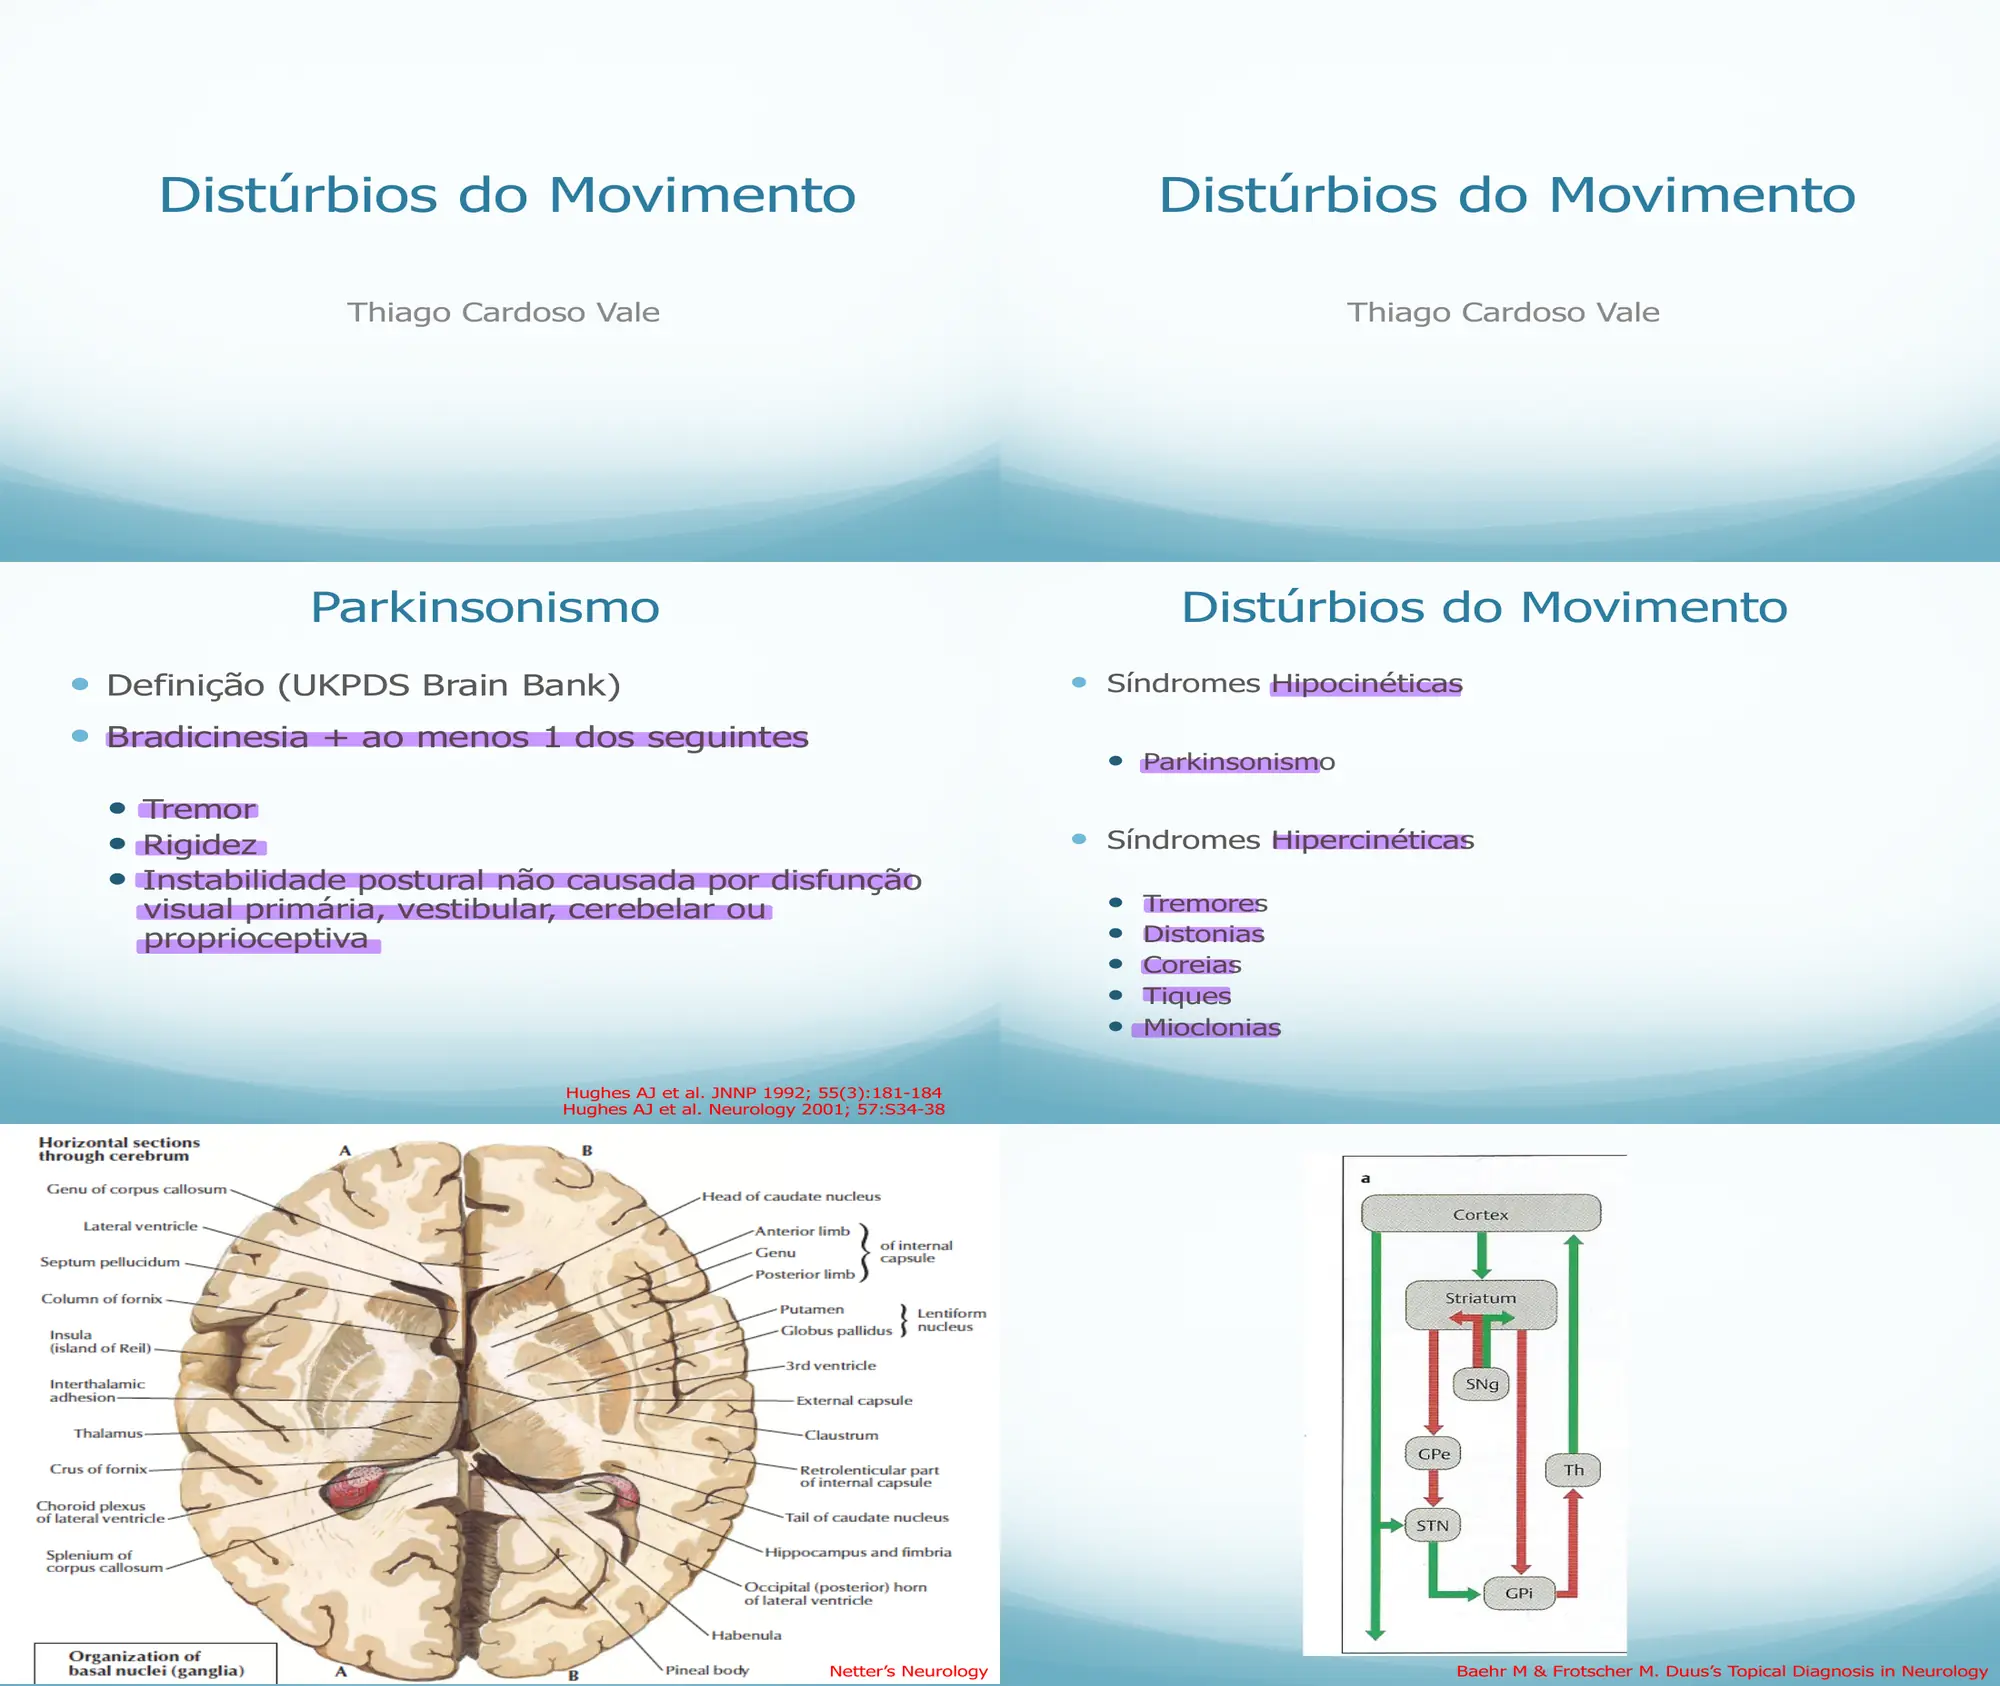 Distúrbios do Movimento
Thiago Cardoso Vale
Distúrbios do Movimento
Thiago Cardoso Vale
Parkinsonismo
Definição (UKPDS Brain Bank)
Bradicinesia + ao menos 1 dos seguintes
Tremor
Rigidez
Instabilidade postural não causada por disfunção
visual primária, vestibular, cerebelar ou
proprioceptiva
Hughes AJ et al. JNNP 1992; 55(3):181-184
Hughes AJ et al. Neurology 2001; 57:S34-38
Distúrbios do Movimento
Síndromes Hipocinéticas
Parkinsonismo
Síndromes Hipercinéticas
Tremores
Distonias
Coreias
Tiques
Mioclonias
Horizontal sections
through cerebrum
A
B
Genu of corpus callosum
Lateral ventricle
Septum pellucidum
Column of fornix
Insula
(island of Reil)
Interthalamic
adhesion
Thalamus
Crus of fornix
Choroid plexus
of lateral ventricle
Splenium of
corpus callosum
Head of caudate nucleus
Anterior limb
Genu
Posterior limb
of internal
capsule
Putamen
Globus pallidus
Lentiform
nucleus
3rd ventricle
External capsule
Claustrum
Retrolenticular part
of internal capsule
Tail of caudate nucleus
Hippocampus and fimbria
Occipital (posterior) horn
of lateral ventricle
Habenula
Pineal body
A
B
Organization of
basal nuclei (ganglia)
Netter’s Neurology
a
Cortex
Striatum
SNg
GPe
Th
STN
GPi
Baehr M & Frotscher M. Duus’s Topical Diagnosis in Neurology